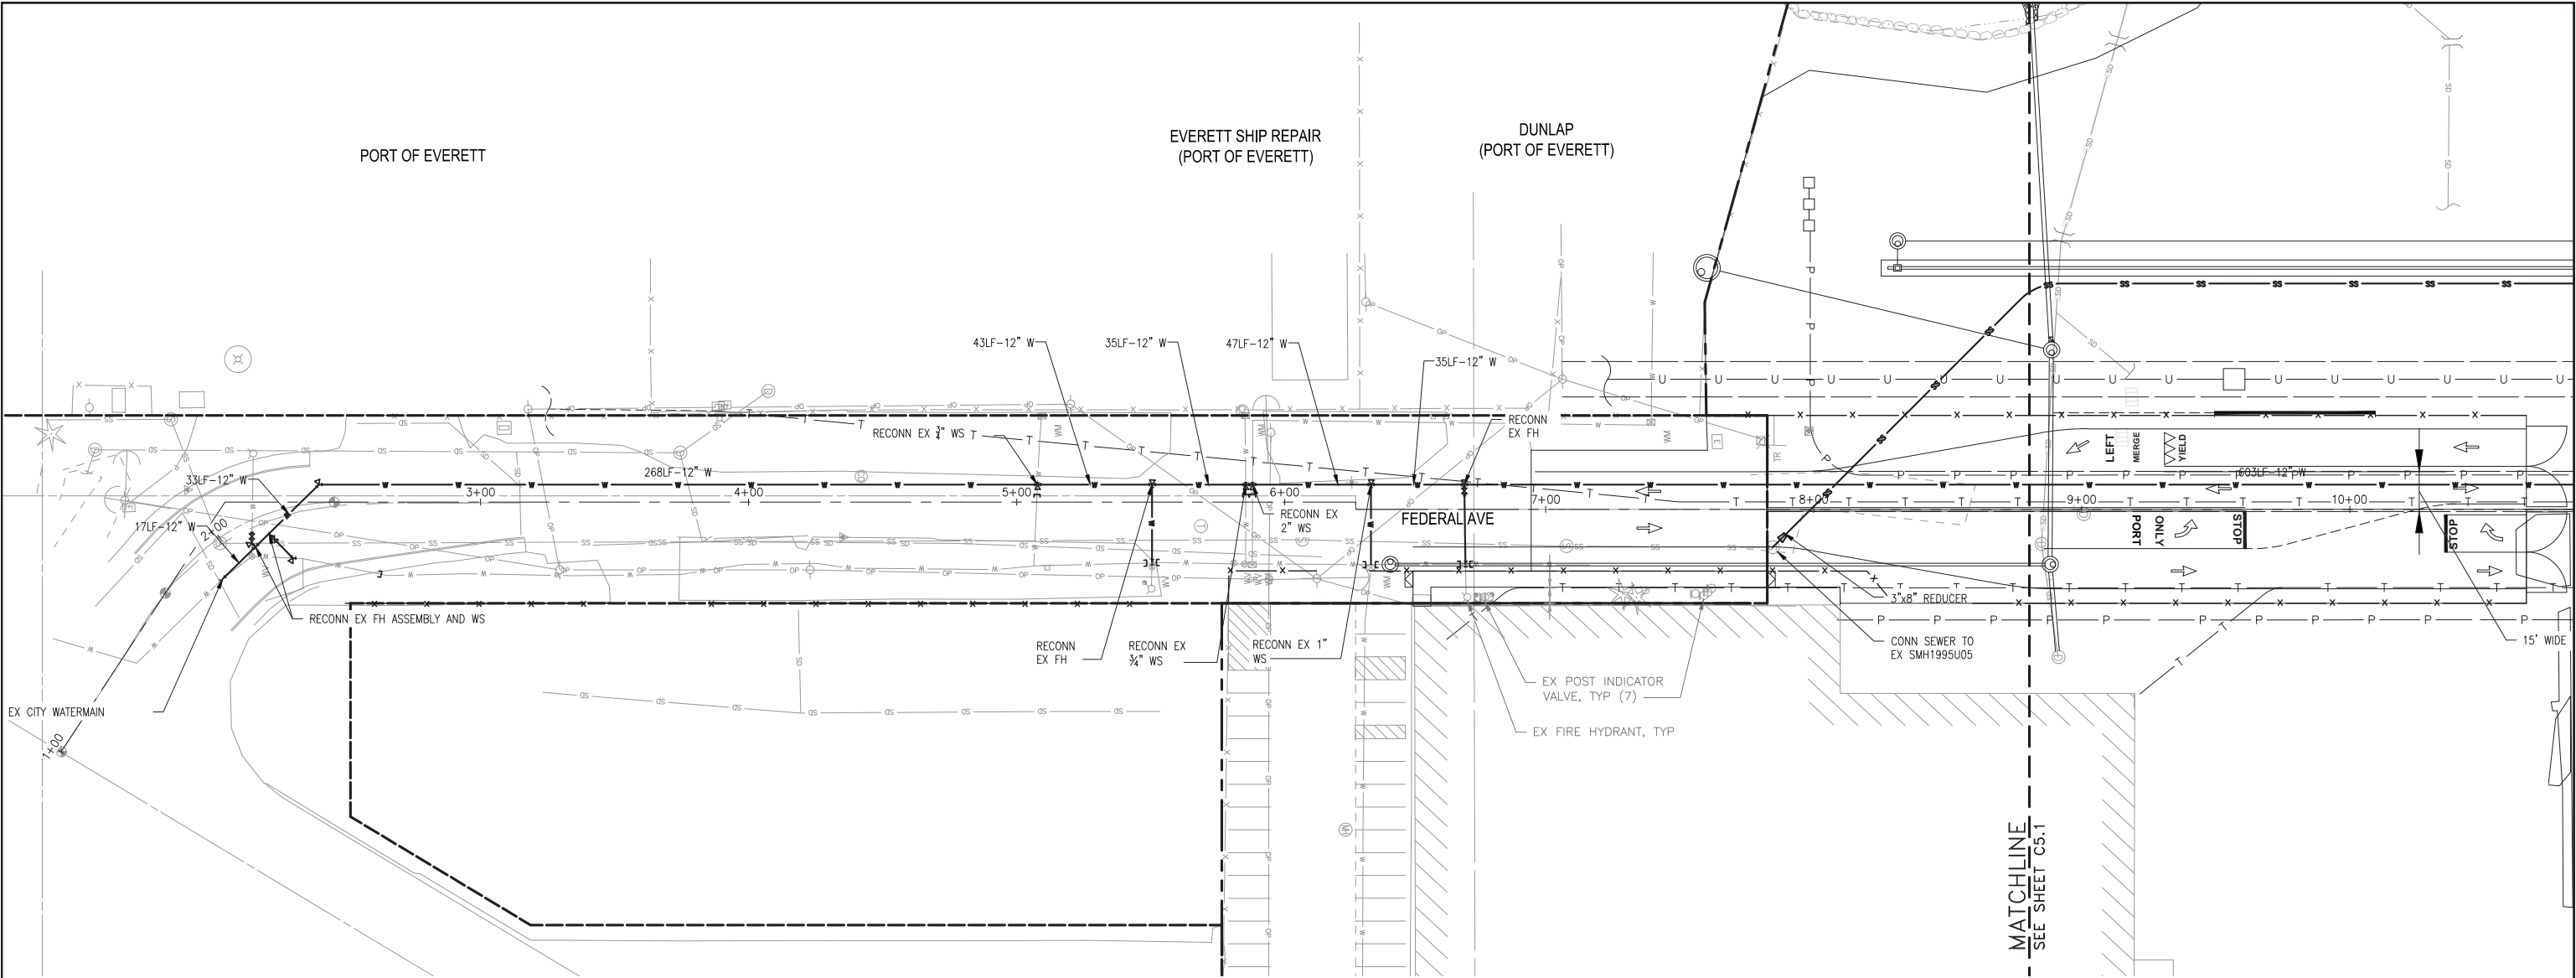 PORT OF EVERETT
EVERETT SHIP REPAIR
(PORT OF EVERETT)
DUNLAP
(PORT OF EVERETT)
43LF-12" W
35LF-12" W
47LF-12" W
35LF-12" W
RECONN
EX FH
RECONN EX ¾" WS
268LF-12" W
33LF-12" W
17LF-12" W
603LF-12" W
1+00
2+00
3+00
4+00
5+00
6+00
7+00
8+00
9+00
10+00
RECONN EX
2" WS
FEDERAL AVE
LEFT
MERGE
YIELD
PORT
ONLY
STOP
STOP
RECONN EX FH ASSEMBLY AND WS
RECONN
EX FH
RECONN EX
¾" WS
RECONN EX 1"
WS
3"x8" REDUCER
CONN SEWER TO
EX SMH1995U05
15' WIDE
EX POST INDICATOR
VALVE, TYP (7)
EX FIRE HYDRANT, TYP
EX CITY WATERMAIN
MATCHLINE
SEE SHEET C5.1